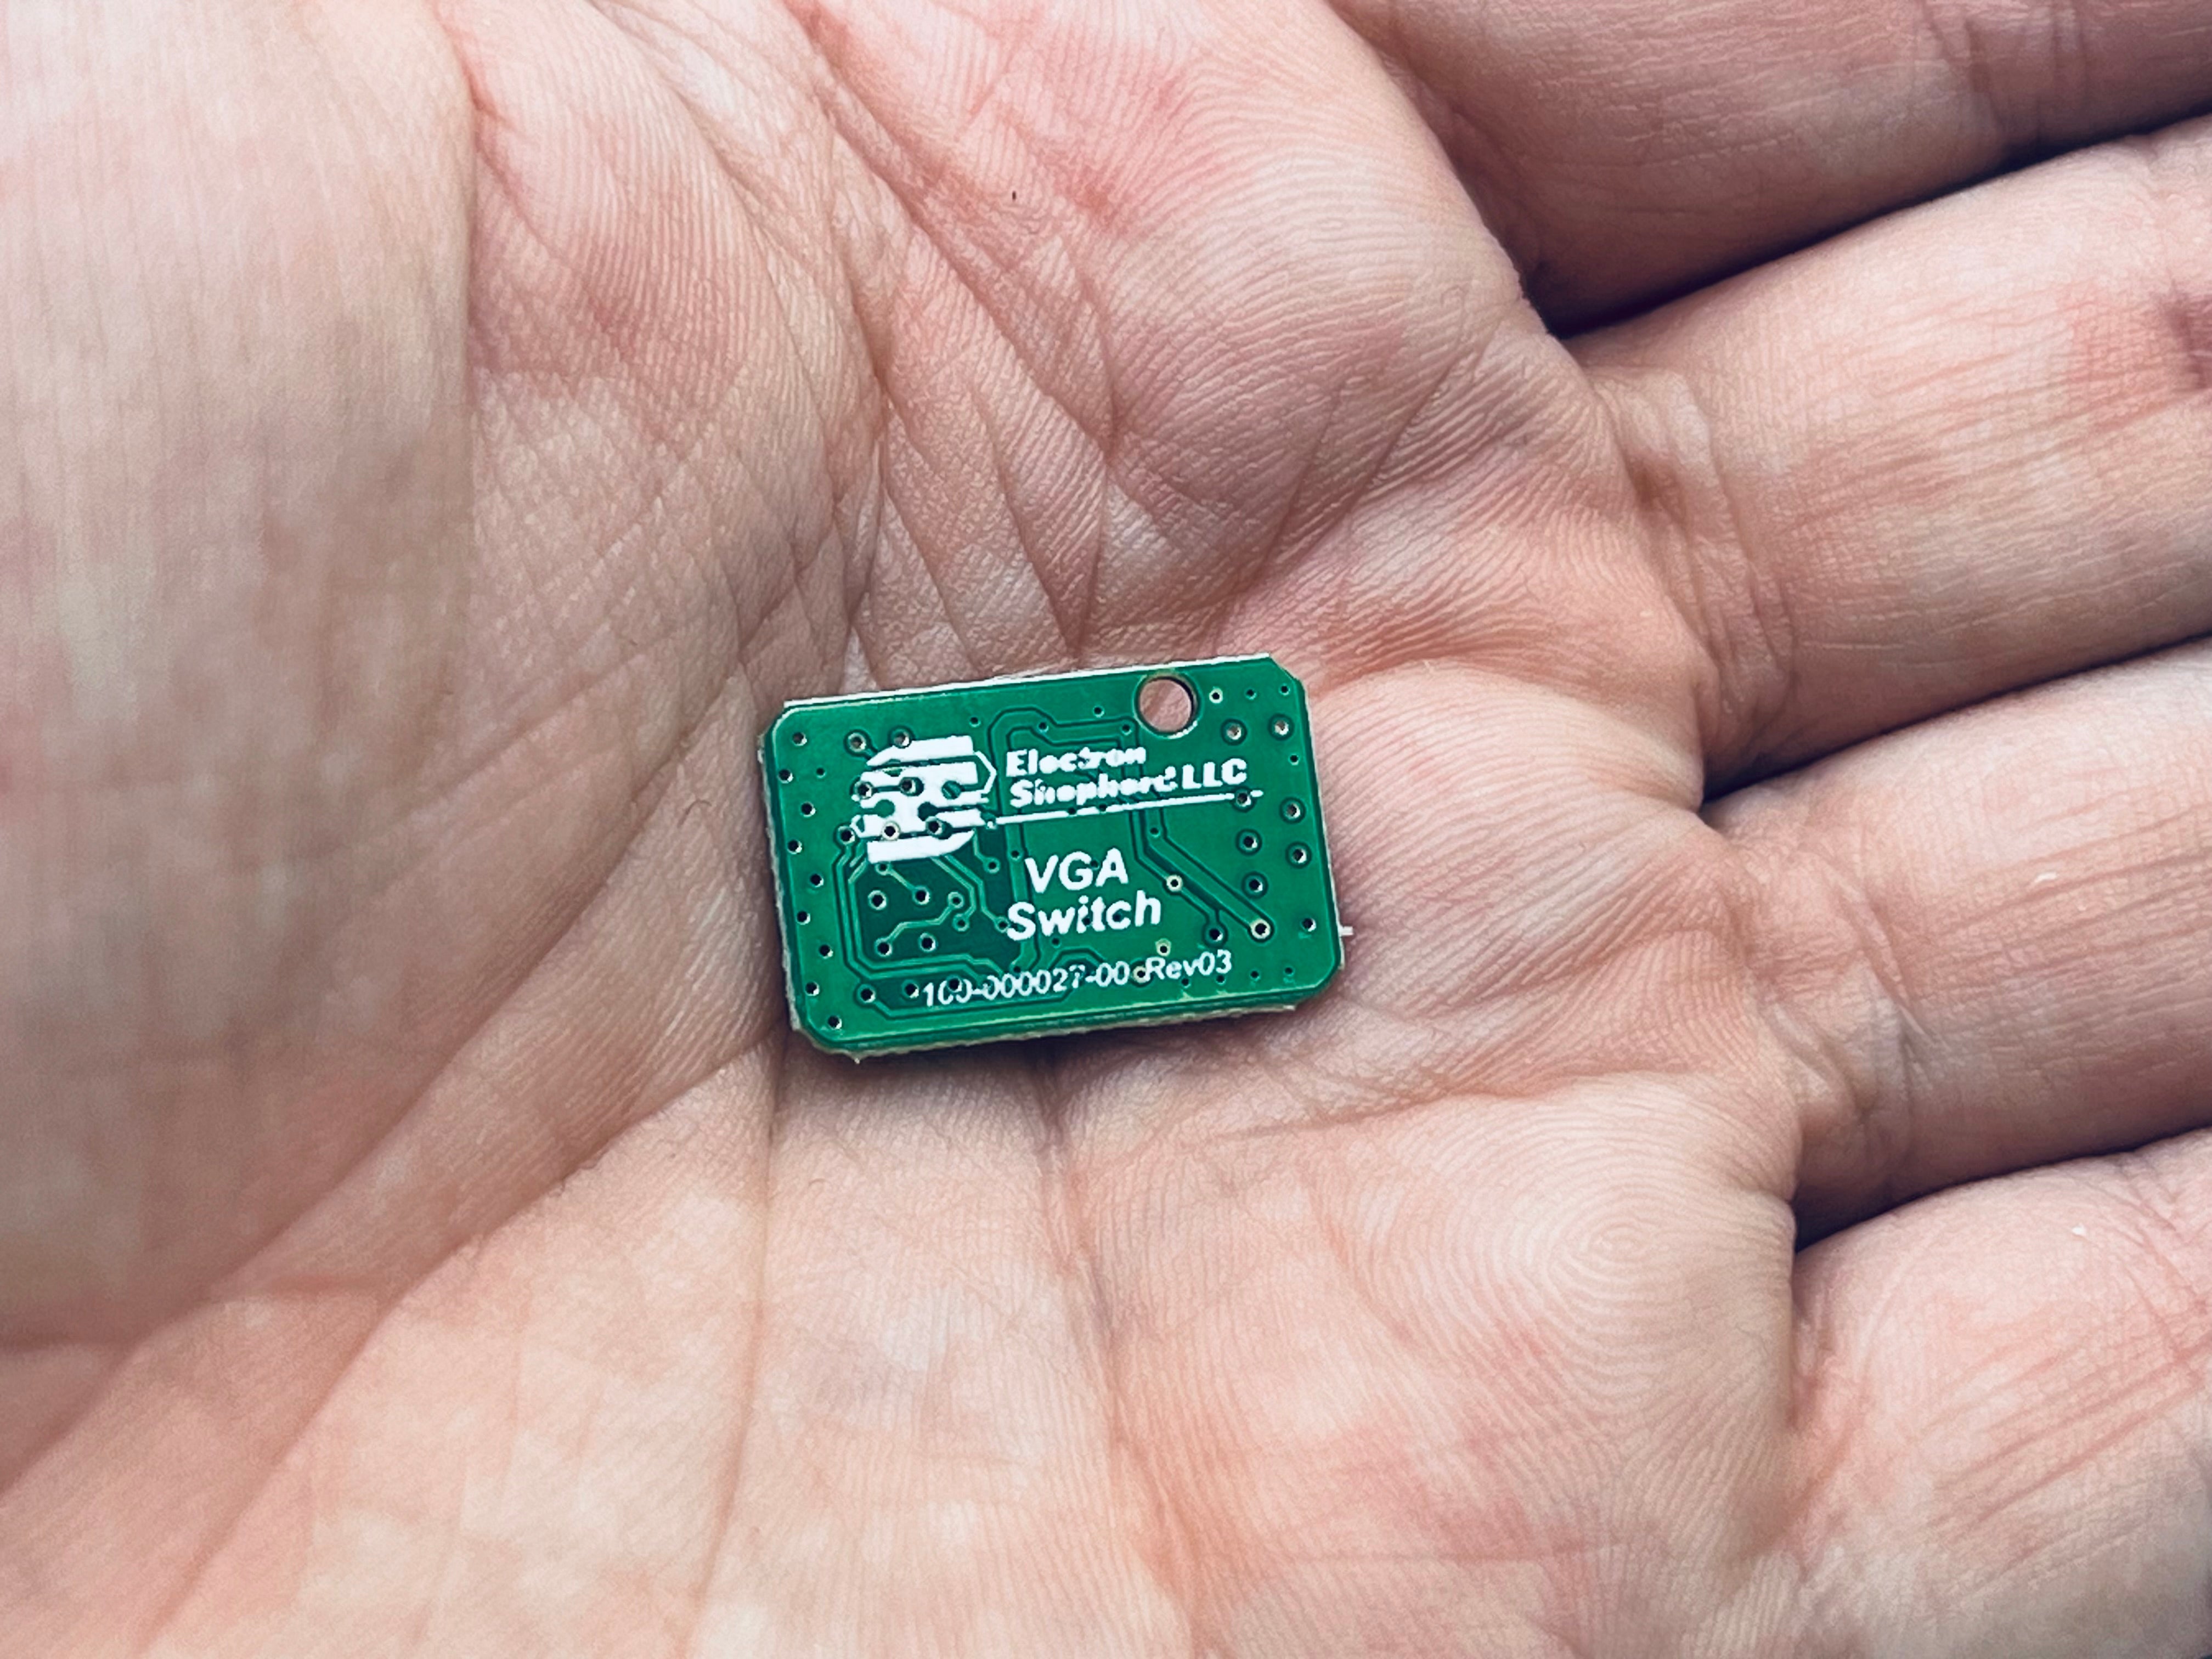 Electron
Shepherd LLC
VGA
Switch
100-000027-00 Rev03